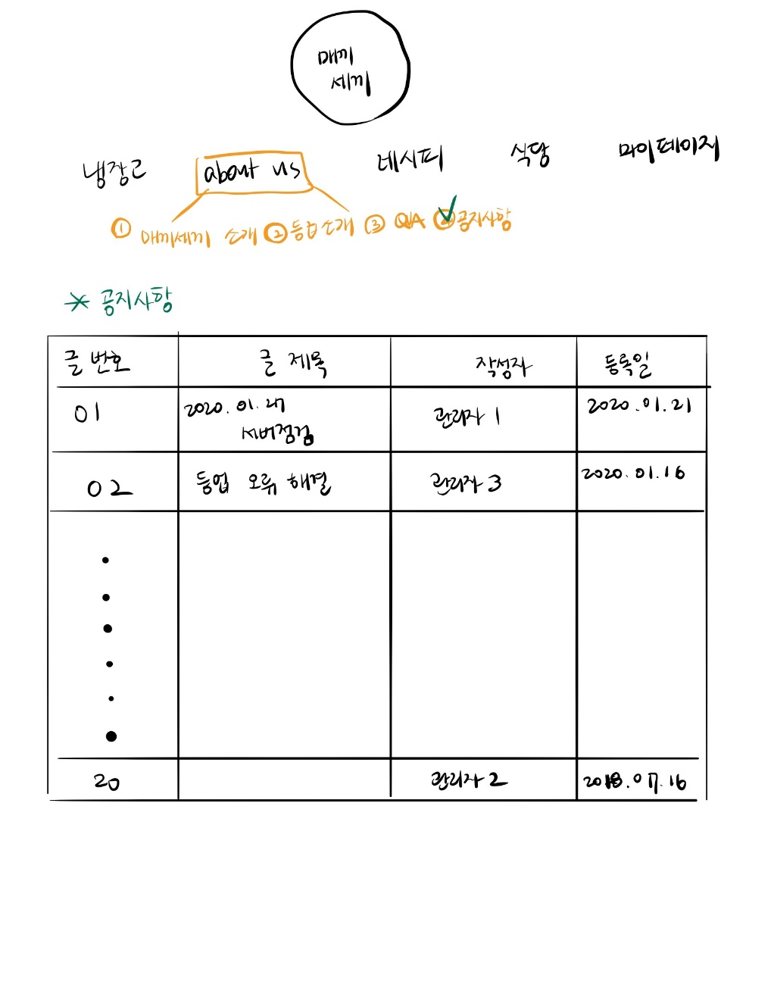 매끼
세끼
냉장고 about us 레시피 식당 마이페이지
① 매끼세끼 소개 ② 등급소개 ③ Q/A ④ 공지사항
* 공지사항
글 번호 글 제목 작성자 등록일
01 2020.01.27 관리자 1 2020.01.21
서버점검
02 등업 오류 해결 관리자 3 2020.01.16
20 관리자 2 2018.07.16